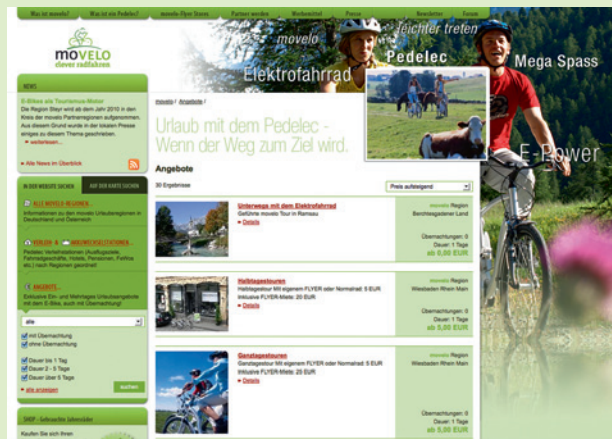 Was ist movelo?
Was ist ein Pedelec?
movelo-Flyer Stores
Partner werden
Werbemittel
Presse
Newsletter
Forum
movelo
clever radfahren
movelo
leichter treten
Elektrofahrrad
Pedelec
Mega Spass
E-Power
NEWS
E-Bikes als Tourismus-Motor
Die Region Steyr wird ab dem Jahr 2010 in den
Kreis der movelo Partnerregionen aufgenommen.
Aus diesem Grund wurde in der lokalen Presse
einiges zu diesem Thema geschrieben.
weiterlesen...
Alle News im Überblick
IN DER WEBSITE SUCHEN
AUF DER KARTE SUCHEN
ALLE MOVELO-REGIONEN...
Informationen zu den movelo Urlaubsregionen in
Deutschland und Österreich
VERLEIH- & AKKUWECHSELSTATIONEN...
Pedelec Verleihstationen (Ausflugsziele,
Fahrradgeschäfte, Hotels, Pensionen, Fewos
etc.) nach Regionen geordnet!
ANGEBOTE...
Exklusive Ein- und Mehrtages Urlaubsangebote
mit dem E-Bike, auch mit Übernachtung!
alle
mit Übernachtung
ohne Übernachtung
Dauer bis 1 Tag
Dauer 2 - 5 Tage
Dauer über 5 Tage
alle anzeigen
suchen
SHOP - Gebrauchte Jahresräder
Kaufen Sie sich Ihren
movelo / Angebote /
Urlaub mit dem Pedelec -
Wenn der Weg zum Ziel wird.
Angebote
30 Ergebnisse
Preis aufsteigend
Unterwegs mit dem Elektrofahrrad
Geführte movelo Tour in Ramsau
Details
movelo Region
Berchtesgadener Land
Übernachtungen: 0
Dauer: 1 Tage
ab 0,00 EUR
Halbtagestouren
Halbtagestour Mit eigenem FLYER oder Normalrad: 5 EUR
Inklusive FLYER-Miete: 20 EUR
Details
movelo Region
Wiesbaden Rhein Main
Übernachtungen: 0
Dauer: 1 Tage
ab 5,00 EUR
Ganztagestouren
Ganztagestour Mit eigenem FLYER oder Normalrad: 5 EUR
Inklusive FLYER-Miete: 25 EUR
Details
movelo Region
Wiesbaden Rhein Main
Übernachtungen: 0
Dauer: 1 Tage
ab 5,00 EUR